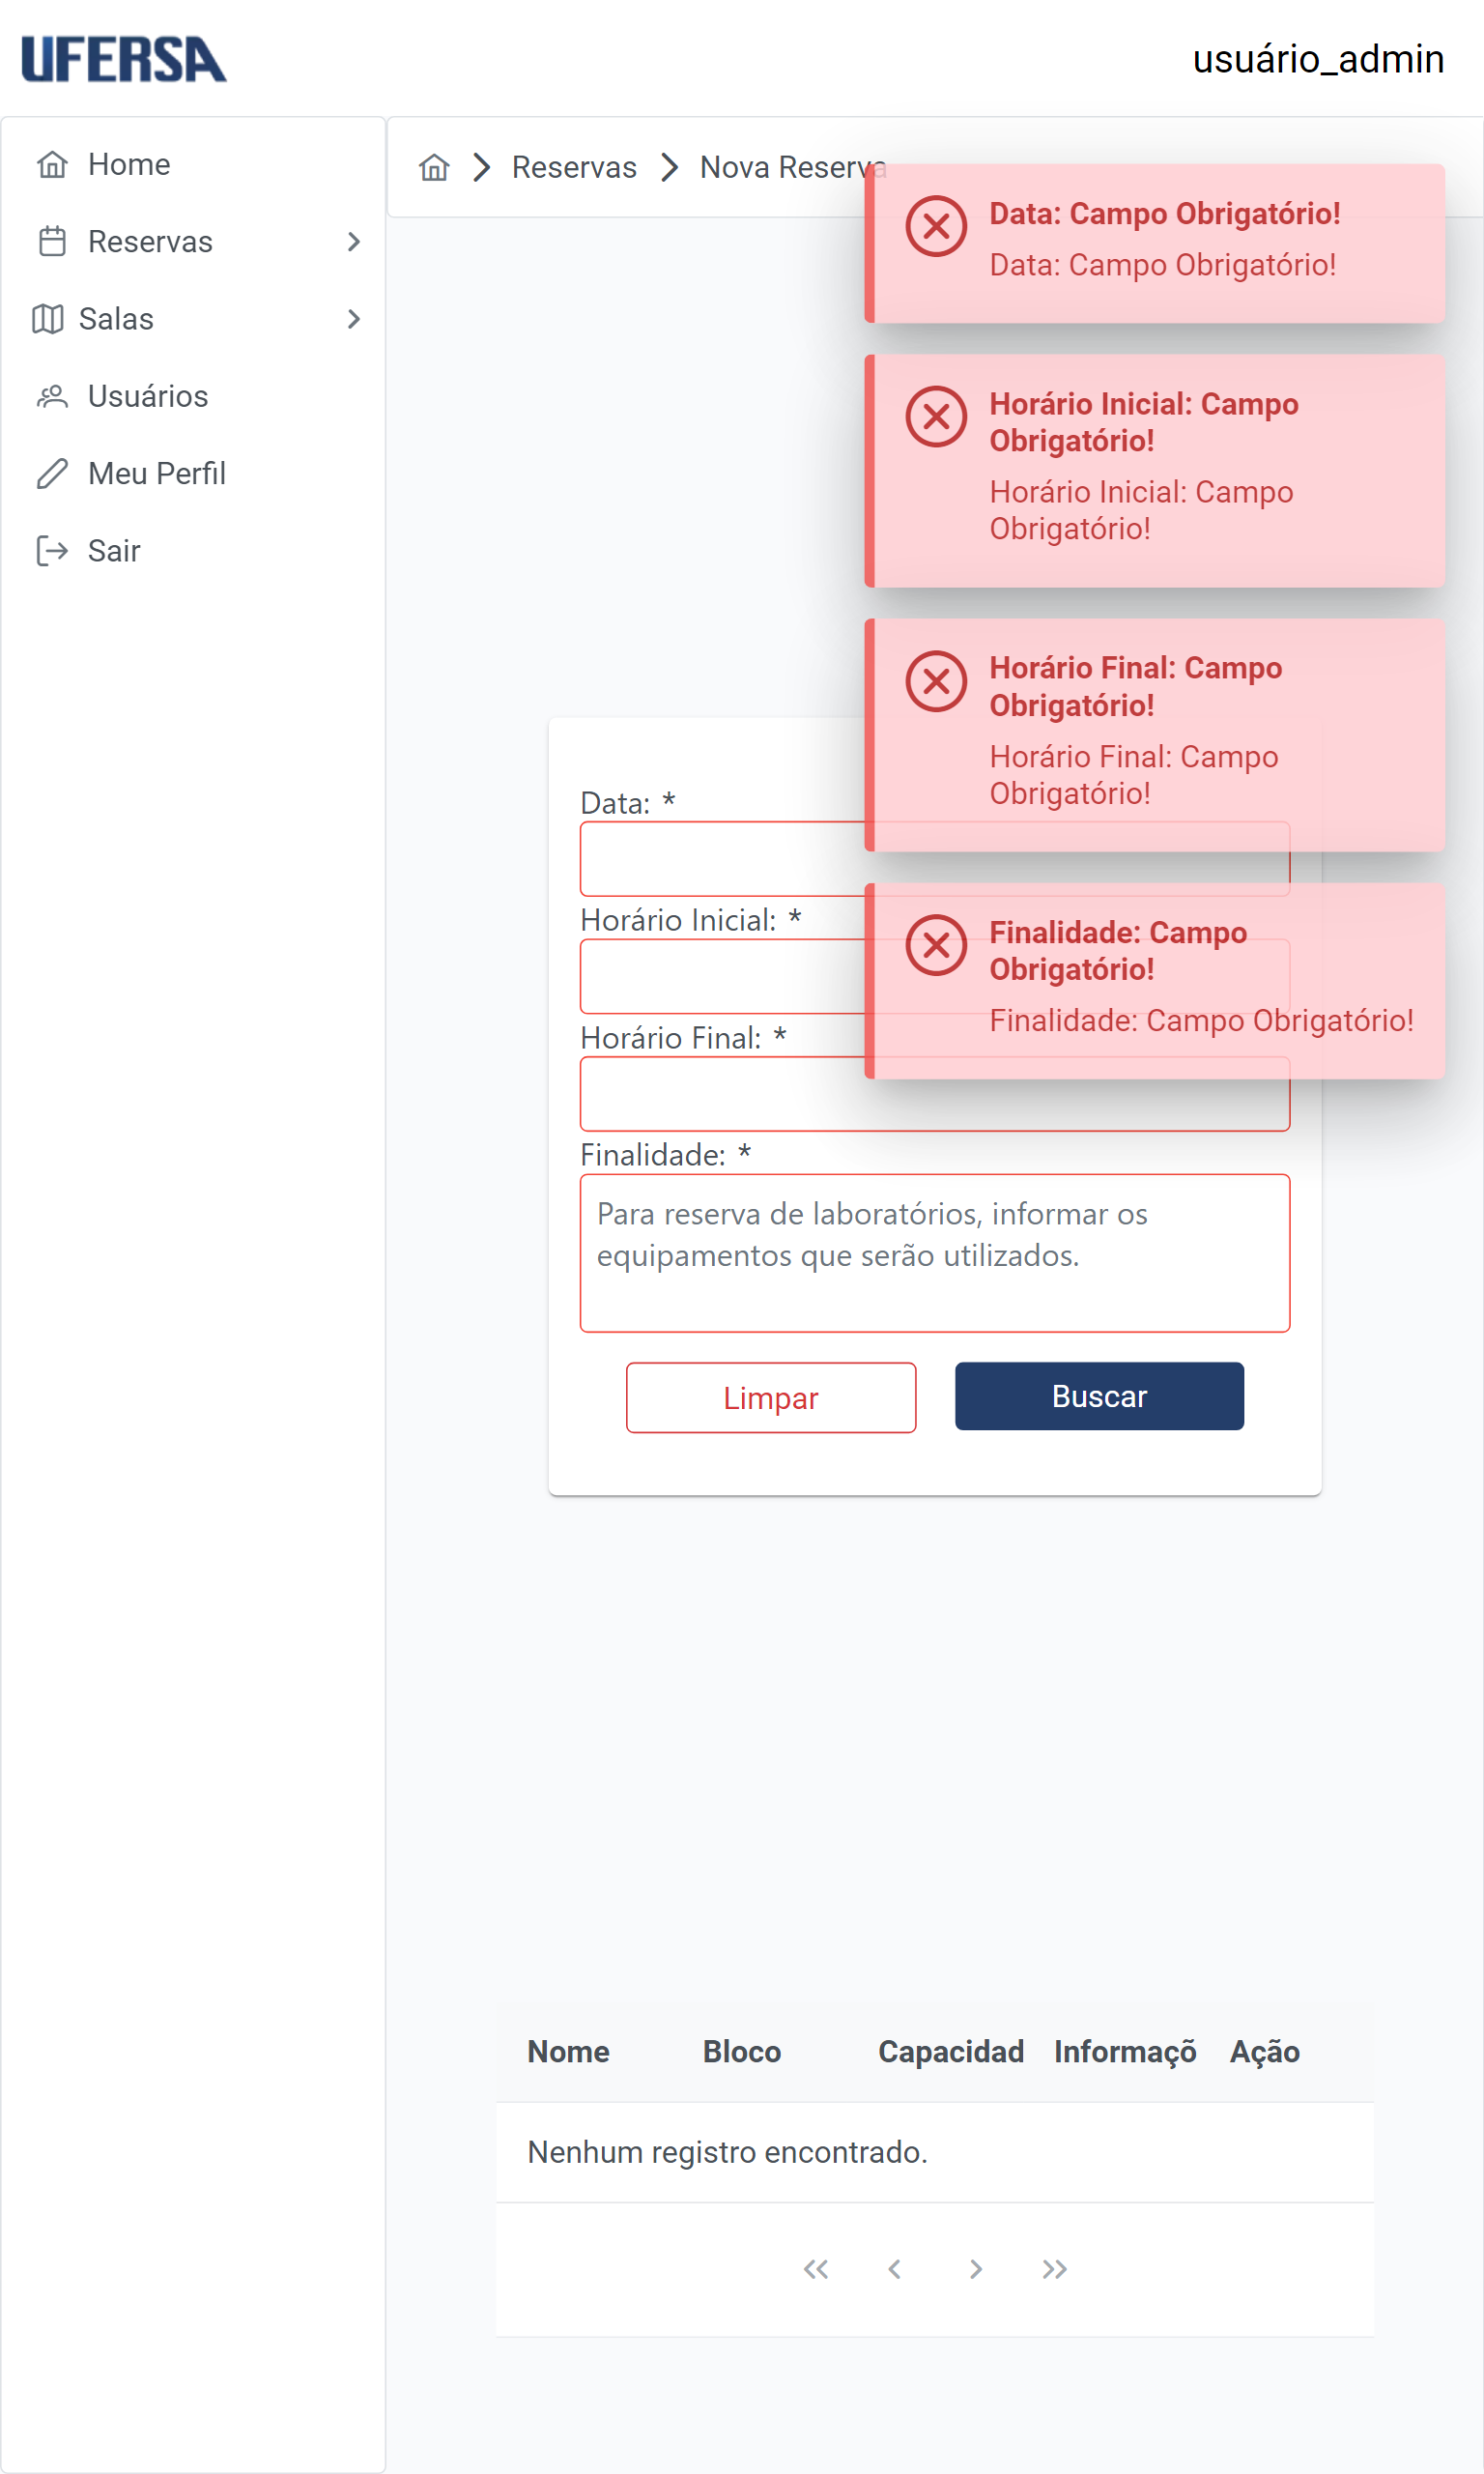 UFERSA
usuário_admin
Home
Reservas
Salas
Usuários
Meu Perfil
Sair
Reservas
Nova Reserva
Data: Campo Obrigatório!
Data: Campo Obrigatório!
Horário Inicial: Campo
Obrigatório!
Horário Inicial: Campo
Obrigatório!
Horário Final: Campo
Obrigatório!
Horário Final: Campo
Obrigatório!
Finalidade: Campo
Obrigatório!
Finalidade: Campo Obrigatório!
Data: *
Horário Inicial: *
Horário Final: *
Finalidade: *
Para reserva de laboratórios, informar os
equipamentos que serão utilizados.
Limpar
Buscar
Nome Bloco Capacidad Informaçõ Ação
Nenhum registro encontrado.